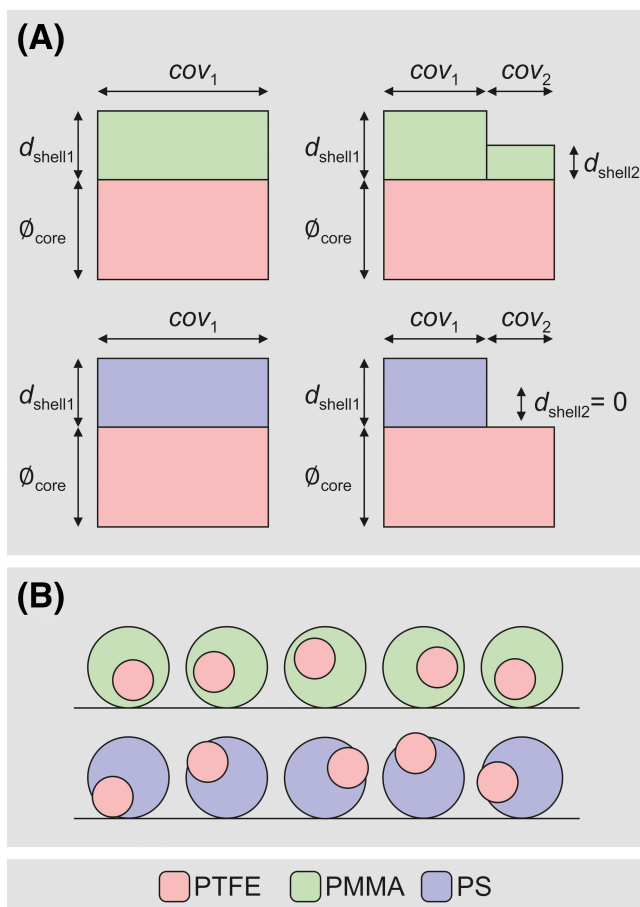 (A)
cov1 cov1 cov2
dshell1 dshell1 dshell2
Øcore Øcore
cov1 cov1 cov2
dshell1 dshell1 dshell2= 0
Øcore Øcore
(B)
PTFE PMMA PS